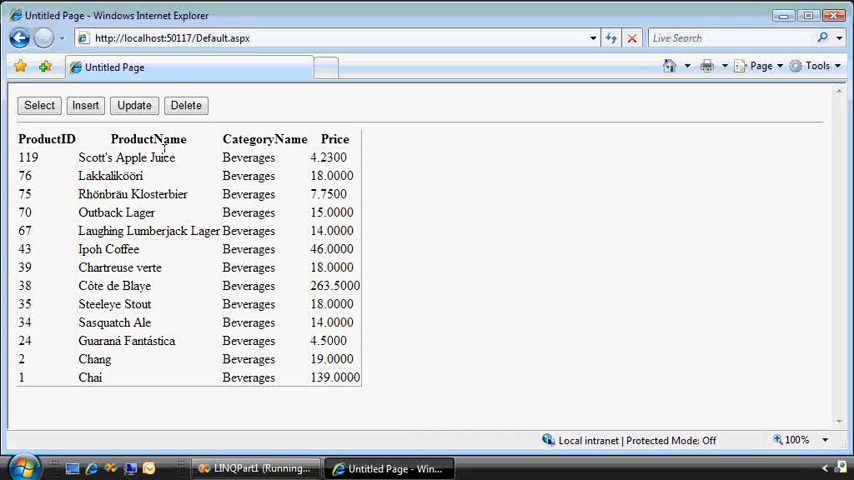 Untitled Page - Windows Internet Explorer
http://localhost:50117/Default.aspx
Live Search
Untitled Page
Page
Tools
Select Insert Update Delete
ProductID ProductName CategoryName Price
119 Scott's Apple Juice Beverages 4.2300
76 Lakkalikööri Beverages 18.0000
75 Rhönbräu Klosterbier Beverages 7.7500
70 Outback Lager Beverages 15.0000
67 Laughing Lumberjack Lager Beverages 14.0000
43 Ipoh Coffee Beverages 46.0000
39 Chartreuse verte Beverages 18.0000
38 Côte de Blaye Beverages 263.5000
35 Steeleye Stout Beverages 18.0000
34 Sasquatch Ale Beverages 14.0000
24 Guaraná Fantástica Beverages 4.5000
2 Chang Beverages 19.0000
1 Chai Beverages 139.0000
Local intranet | Protected Mode: Off
100%
LINQPart1 (Running...
Untitled Page - Win...